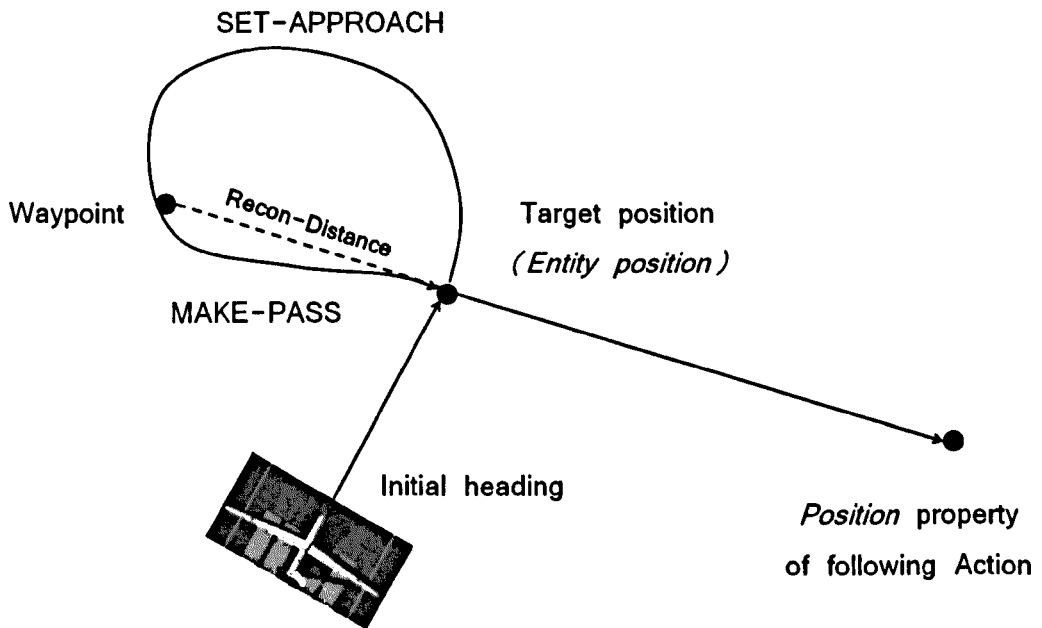 SET-APPROACH
Waypoint
Recon-Distance
Target position
(Entity position)
MAKE-PASS
Initial heading
Position property
of following Action